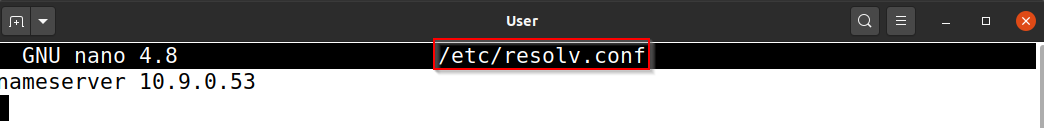 User
GNU nano 4.8 /etc/resolv.conf
nameserver 10.9.0.53